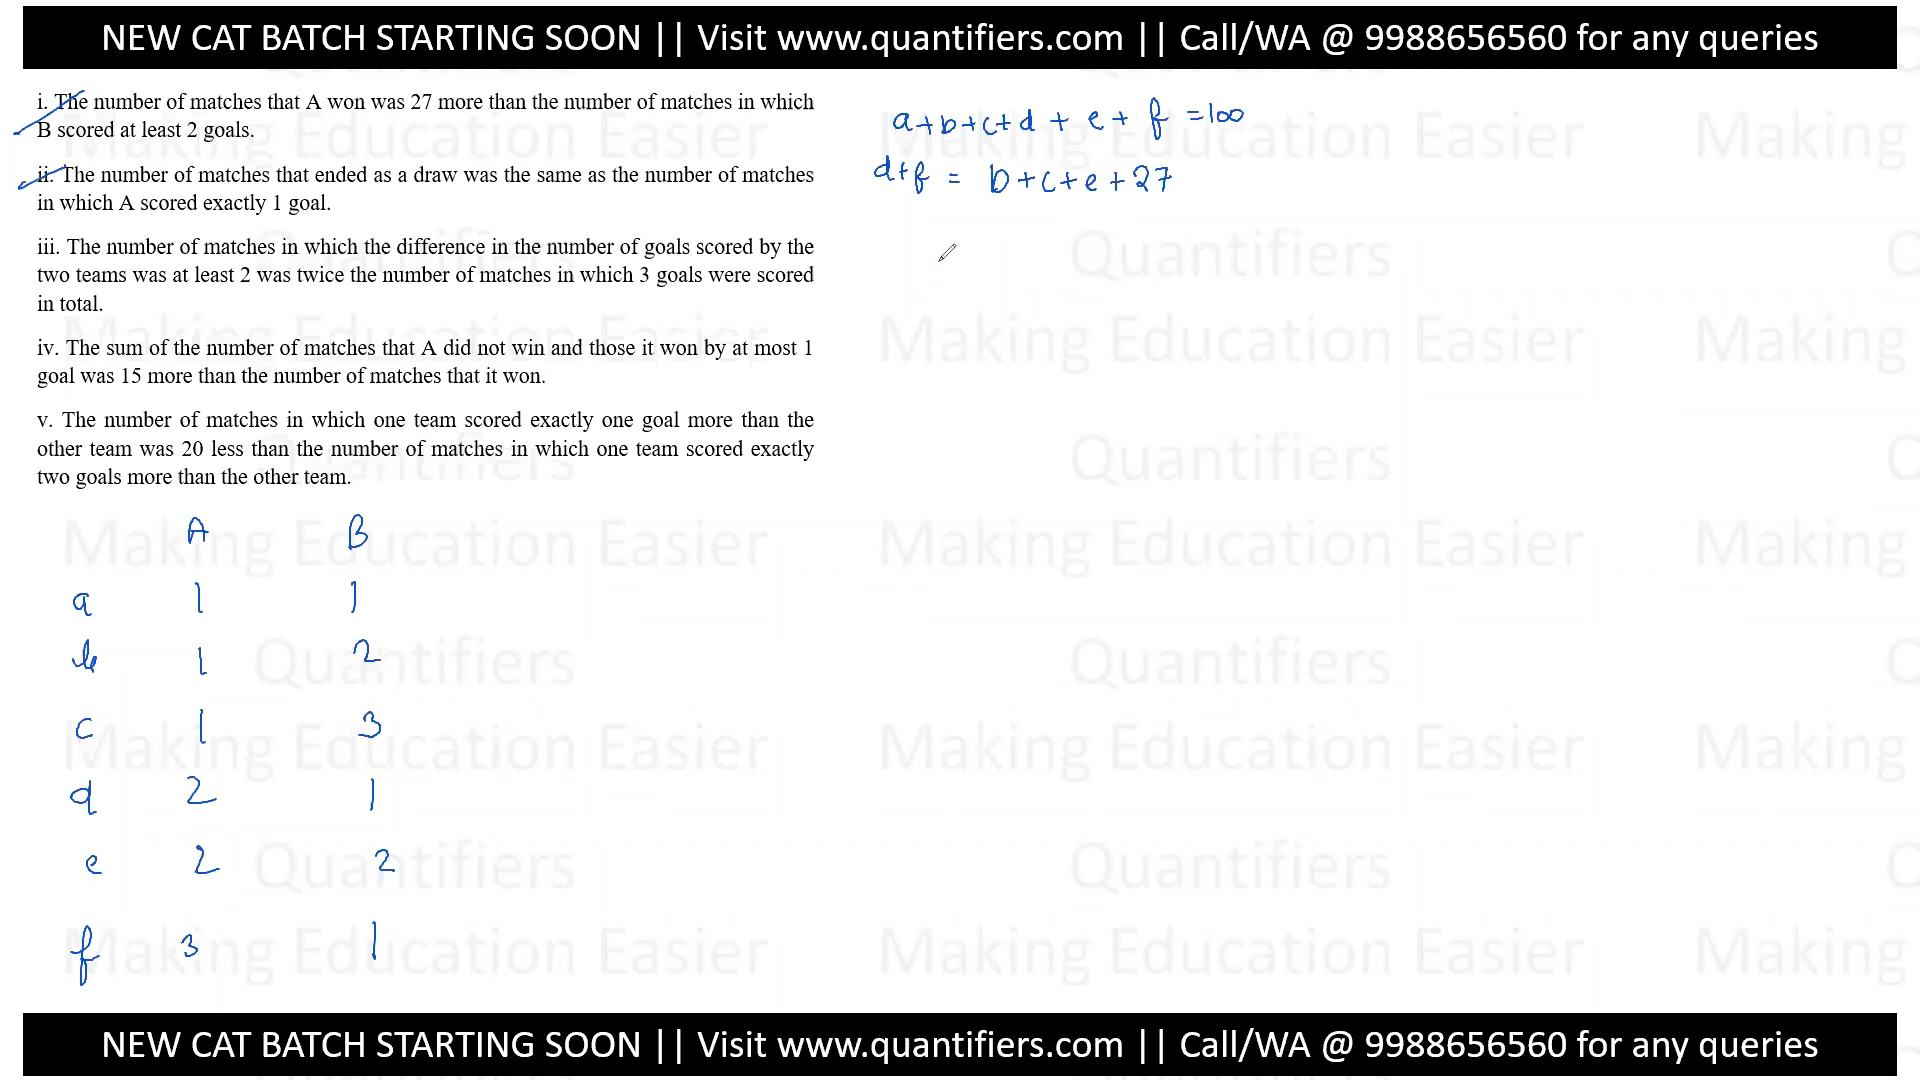 NEW CAT BATCH STARTING SOON || Visit www.quantifiers.com || Call/WA @ 9988656560 for any queries
i. The number of matches that A won was 27 more than the number of matches in which
B scored at least 2 goals.
ii. The number of matches that ended as a draw was the same as the number of matches
in which A scored exactly 1 goal.
iii. The number of matches in which the difference in the number of goals scored by the
two teams was at least 2 was twice the number of matches in which 3 goals were scored
in total.
iv. The sum of the number of matches that A did not win and those it won by at most 1
goal was 15 more than the number of matches that it won.
v. The number of matches in which one team scored exactly one goal more than the
other team was 20 less than the number of matches in which one team scored exactly
two goals more than the other team.
a+b+c+d + e + f = 100
d+f = b+c+e+27
A B
a 1 1
b 1 2
c 1 3
d 2 1
e 2 2
f 3 1
Quantifiers
Making Education Easier
NEW CAT BATCH STARTING SOON || Visit www.quantifiers.com || Call/WA @ 9988656560 for any queries